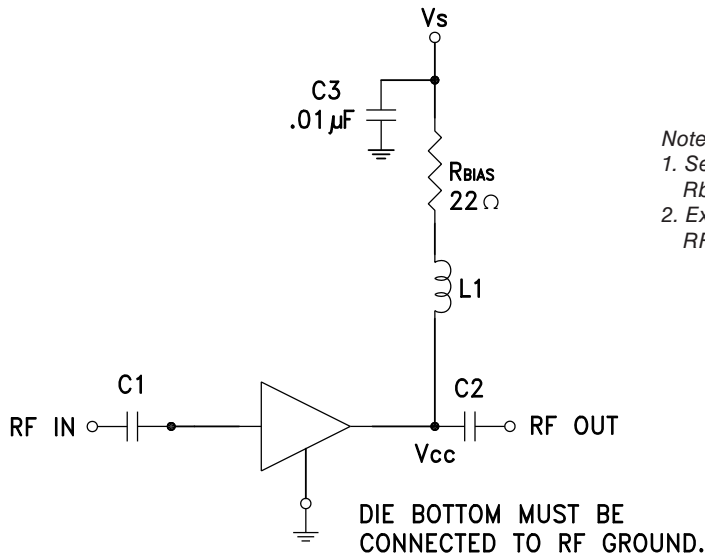 Vs
C3
.01 µF
RBIAS
22 Ω
L1
Note
1. Se
Rb
2. Ex
RF
C1
C2
RF IN
RF OUT
Vcc
DIE BOTTOM MUST BE
CONNECTED TO RF GROUND.